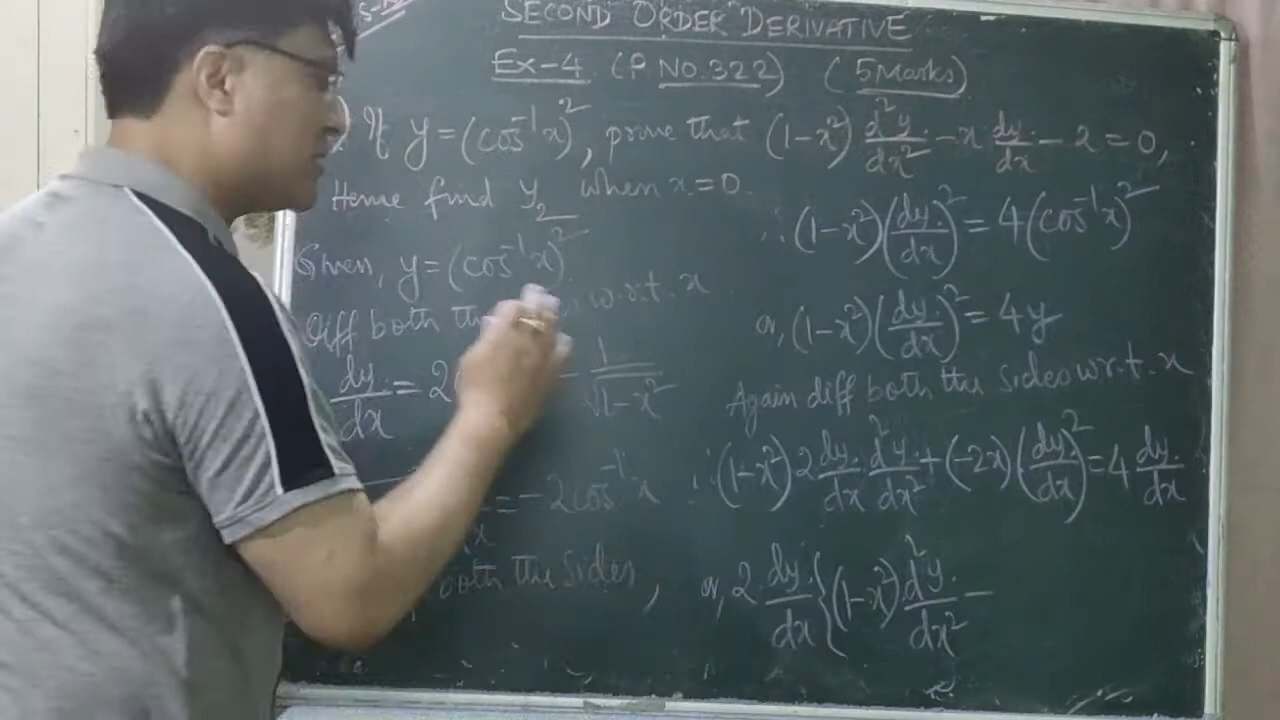 SECOND ORDER DERIVATIVE
Ex-4 (P NO.322) (5 Marks)
If y = (cos⁻¹x)², prove that (1-x²) d²y/dx² - x dy/dx - 2 = 0,
Hence find y₂ when x=0.
Given, y = (cos⁻¹x)²
Diff both the w.r.t. x
dy/dx = 2 - 1/√1-x²
= -2cos⁻¹x
both the sides,
∴ (1-x²)(dy/dx)² = 4(cos⁻¹x)²
or, (1-x²)(dy/dx)² = 4y
Again diff both the sides w.r.t. x
∴ (1-x²) 2 dy/dx d²y/dx² + (-2x)(dy/dx)² = 4 dy/dx
or, 2 dy/dx {(1-x²) d²y/dx² -